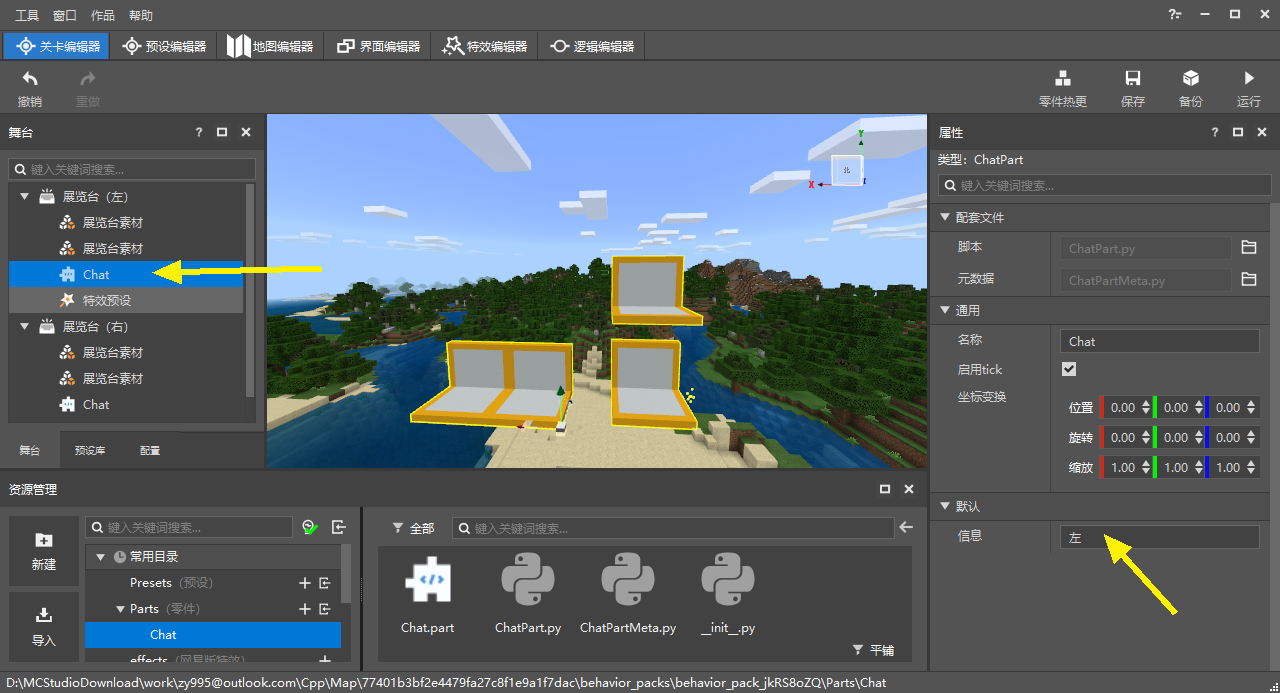 工具 窗口 作品 帮助
关卡编辑器 预设编辑器 地图编辑器 界面编辑器 特效编辑器 逻辑编辑器
撤销 重做 零件热更 保存 备份 运行
舞台
键入关键词搜索...
展览台（左）
展览台素材
展览台素材
Chat
特效预设
展览台（右）
展览台素材
展览台素材
Chat
舞台 预设库 配置
Y
北
X
属性
类型: ChatPart
键入关键词搜索...
配套文件
脚本 ChatPart.py
元数据 ChatPartMeta.py
通用
名称 Chat
启用tick
坐标变换
位置 0.00 0.00 0.00
旋转 0.00 0.00 0.00
缩放 1.00 1.00 1.00
默认
信息 左
资源管理
新建
导入
键入关键词搜索...
常用目录
Presets (预设)
Parts (零件)
Chat
effects (网易版特效)
全部 键入关键词搜索...
Chat.part ChatPart.py ChatPartMeta.py __init__.py
平铺
D:\MCStudioDownload\work\zy995@outlook.com\Cpp\Map\77401b3bf2e4479fa27c8f1e9a1f7dac\behavior_packs\behavior_pack_jkRS8oZQ\Parts\Chat